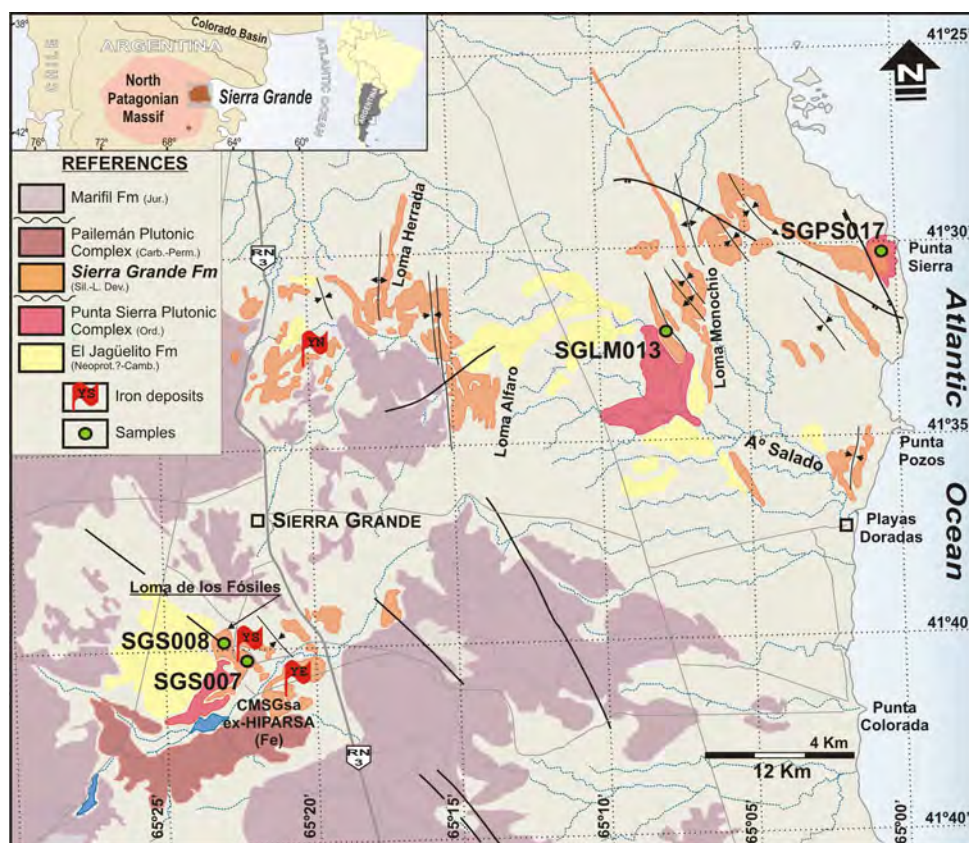 38°
Colorado Basin
ARGENTINA
CHILE
ATLANTIC OCEAN
ARGENTINA
North
Patagonian
Massif
Sierra Grande
42°
76°
72°
68°
64°
60°
REFERENCES
Marifil Fm (Jur.)
Pailemán Plutonic
Complex (Carb.-Perm.)
Sierra Grande Fm
(Sil.-L. Dev.)
Punta Sierra Plutonic
Complex (Ord.)
El Jagüelito Fm
(Neoprot.?-Camb.)
YS
Iron deposits
Samples
N
41°25'
41°30'
41°35'
41°40'
41°40'
RN
3
Loma Herrada
YN
Loma Alfaro
SGPS017
Punta
Sierra
SGLM013
Loma Monochio
Atlantic Ocean
Aº Salado
Punta
Pozos
SIERRA GRANDE
Playas
Doradas
Loma de los Fósiles
SGS008
YS
SGS007
YE
CMSGsa
ex-HIPARSA
(Fe)
RN
3
Punta
Colorada
4 Km
12 Km
65°25'
65°20'
65°15'
65°10'
65°05'
65°00'